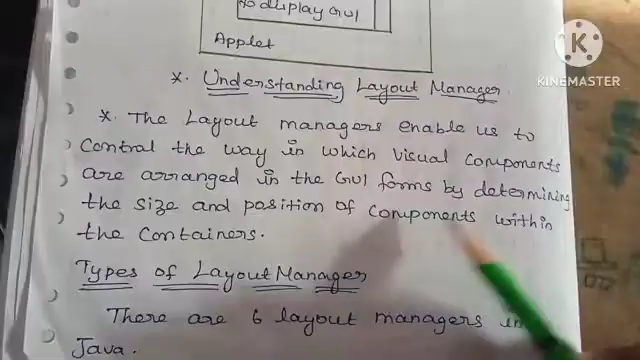 to display GUI
Applet
*. Understanding Layout Manager
*. The Layout managers enable us to
Control the way in which visual components
are arranged in the GUI forms by determining
the size and position of components within
the containers.
Types of Layout Manager
There are 6 layout managers in
Java.
KINEMASTER